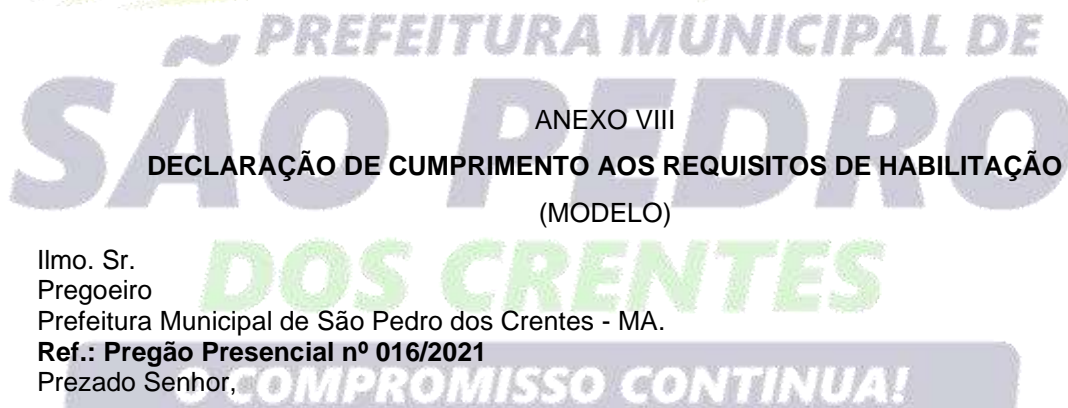 PREFEITURA MUNICIPAL DE
SÃO PEDRO
DOS CRENTES
O COMPROMISSO CONTINUA!
ANEXO VIII
DECLARAÇÃO DE CUMPRIMENTO AOS REQUISITOS DE HABILITAÇÃO
(MODELO)
Ilmo. Sr.
Pregoeiro
Prefeitura Municipal de São Pedro dos Crentes - MA.
Ref.: Pregão Presencial nº 016/2021
Prezado Senhor,